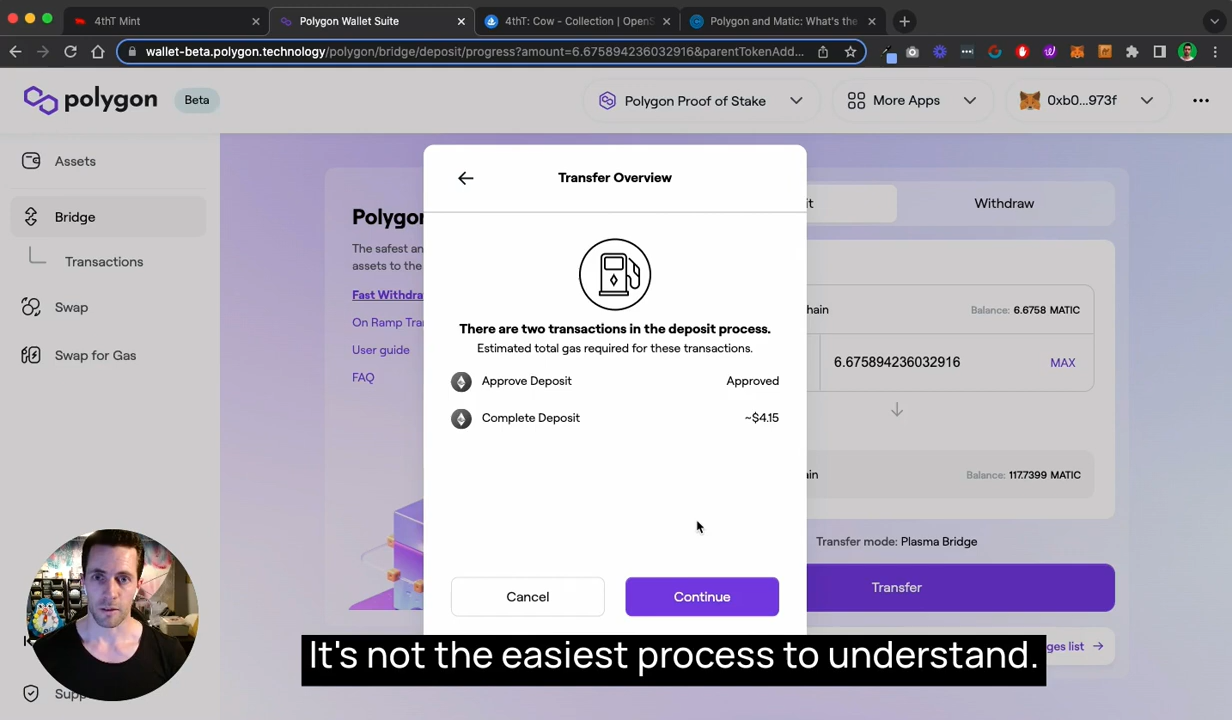 4thT Mint
Polygon Wallet Suite
4thT: Cow - Collection | OpenS
Polygon and Matic: What's the
wallet-beta.polygon.technology/polygon/bridge/deposit/progress?amount=6.675894236032916&parentTokenAdd...
polygon
Beta
Polygon Proof of Stake
More Apps
0xb0...973f
Assets
Bridge
Transactions
Swap
Swap for Gas
Polygon
The safest an
assets to the
Fast Withdra
On Ramp Tra
User guide
FAQ
Transfer Overview
There are two transactions in the deposit process.
Estimated total gas required for these transactions.
Approve Deposit Approved
Complete Deposit ~$4.15
Cancel
Continue
it
Withdraw
hain
Balance: 6.6758 MATIC
6.675894236032916
MAX
ain
Balance: 117.7399 MATIC
Transfer mode: Plasma Bridge
Transfer
ges list
It's not the easiest process to understand.